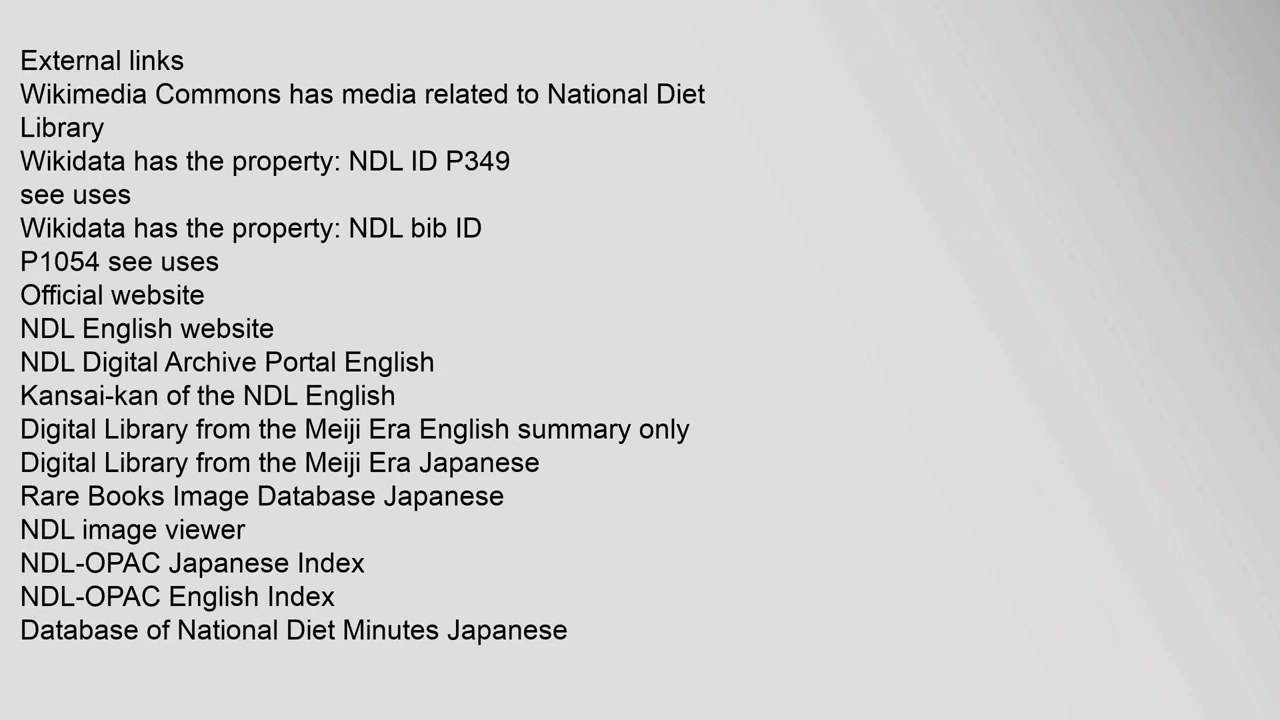 External links
Wikimedia Commons has media related to National Diet
Library
Wikidata has the property: NDL ID P349
see uses
Wikidata has the property: NDL bib ID
P1054 see uses
Official website
NDL English website
NDL Digital Archive Portal English
Kansai-kan of the NDL English
Digital Library from the Meiji Era English summary only
Digital Library from the Meiji Era Japanese
Rare Books Image Database Japanese
NDL image viewer
NDL-OPAC Japanese Index
NDL-OPAC English Index
Database of National Diet Minutes Japanese